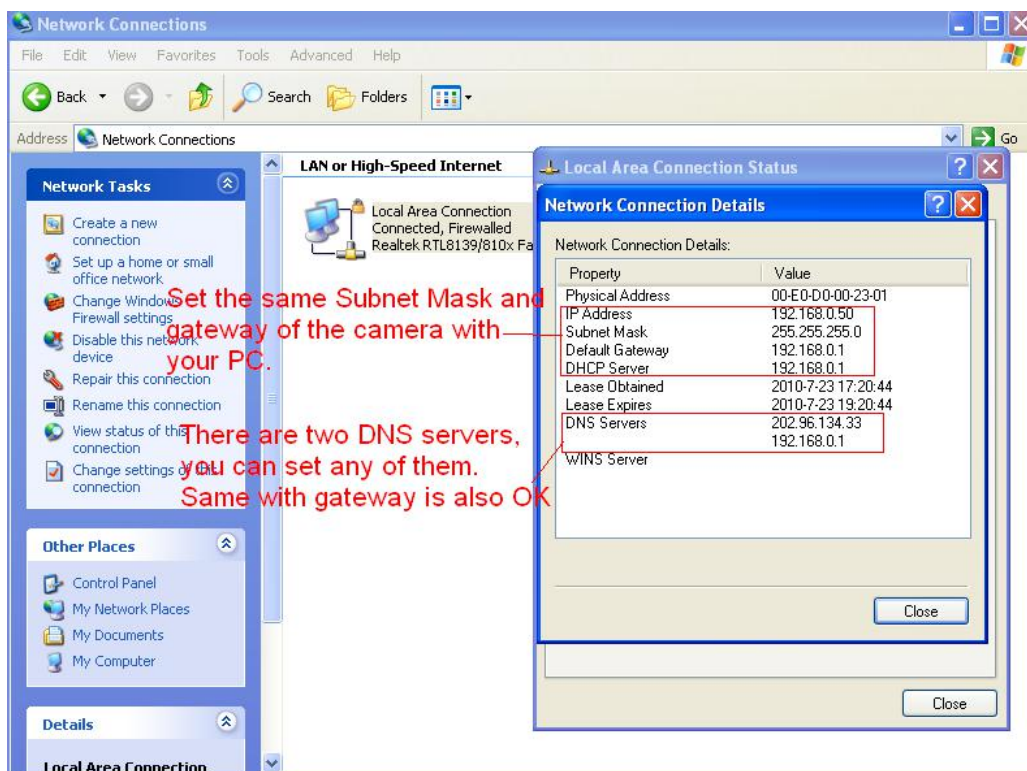 Network Connections
File Edit View Favorites Tools Advanced Help
Back Search Folders
Address Network Connections Go
Network Tasks
Create a new
connection
Set up a home or small
office network
Change Windows
Firewall settings
Disable this network
device
Repair this connection
Rename this connection
View status of this
connection
Change settings of this
connection
Other Places
Control Panel
My Network Places
My Documents
My Computer
Details
Local Area Connection
LAN or High-Speed Internet
Local Area Connection
Connected, Firewalled
Realtek RTL8139/810x Fa
Set the same Subnet Mask and
gateway of the camera with
your PC.
There are two DNS servers,
you can set any of them.
Same with gateway is also OK
Local Area Connection Status
Network Connection Details
Network Connection Details:
Property Value
Physical Address 00-E0-D0-00-23-01
IP Address 192.168.0.50
Subnet Mask 255.255.255.0
Default Gateway 192.168.0.1
DHCP Server 192.168.0.1
Lease Obtained 2010-7-23 17:20:44
Lease Expires 2010-7-23 19:20:44
DNS Servers 202.96.134.33
192.168.0.1
WINS Server
Close
Close